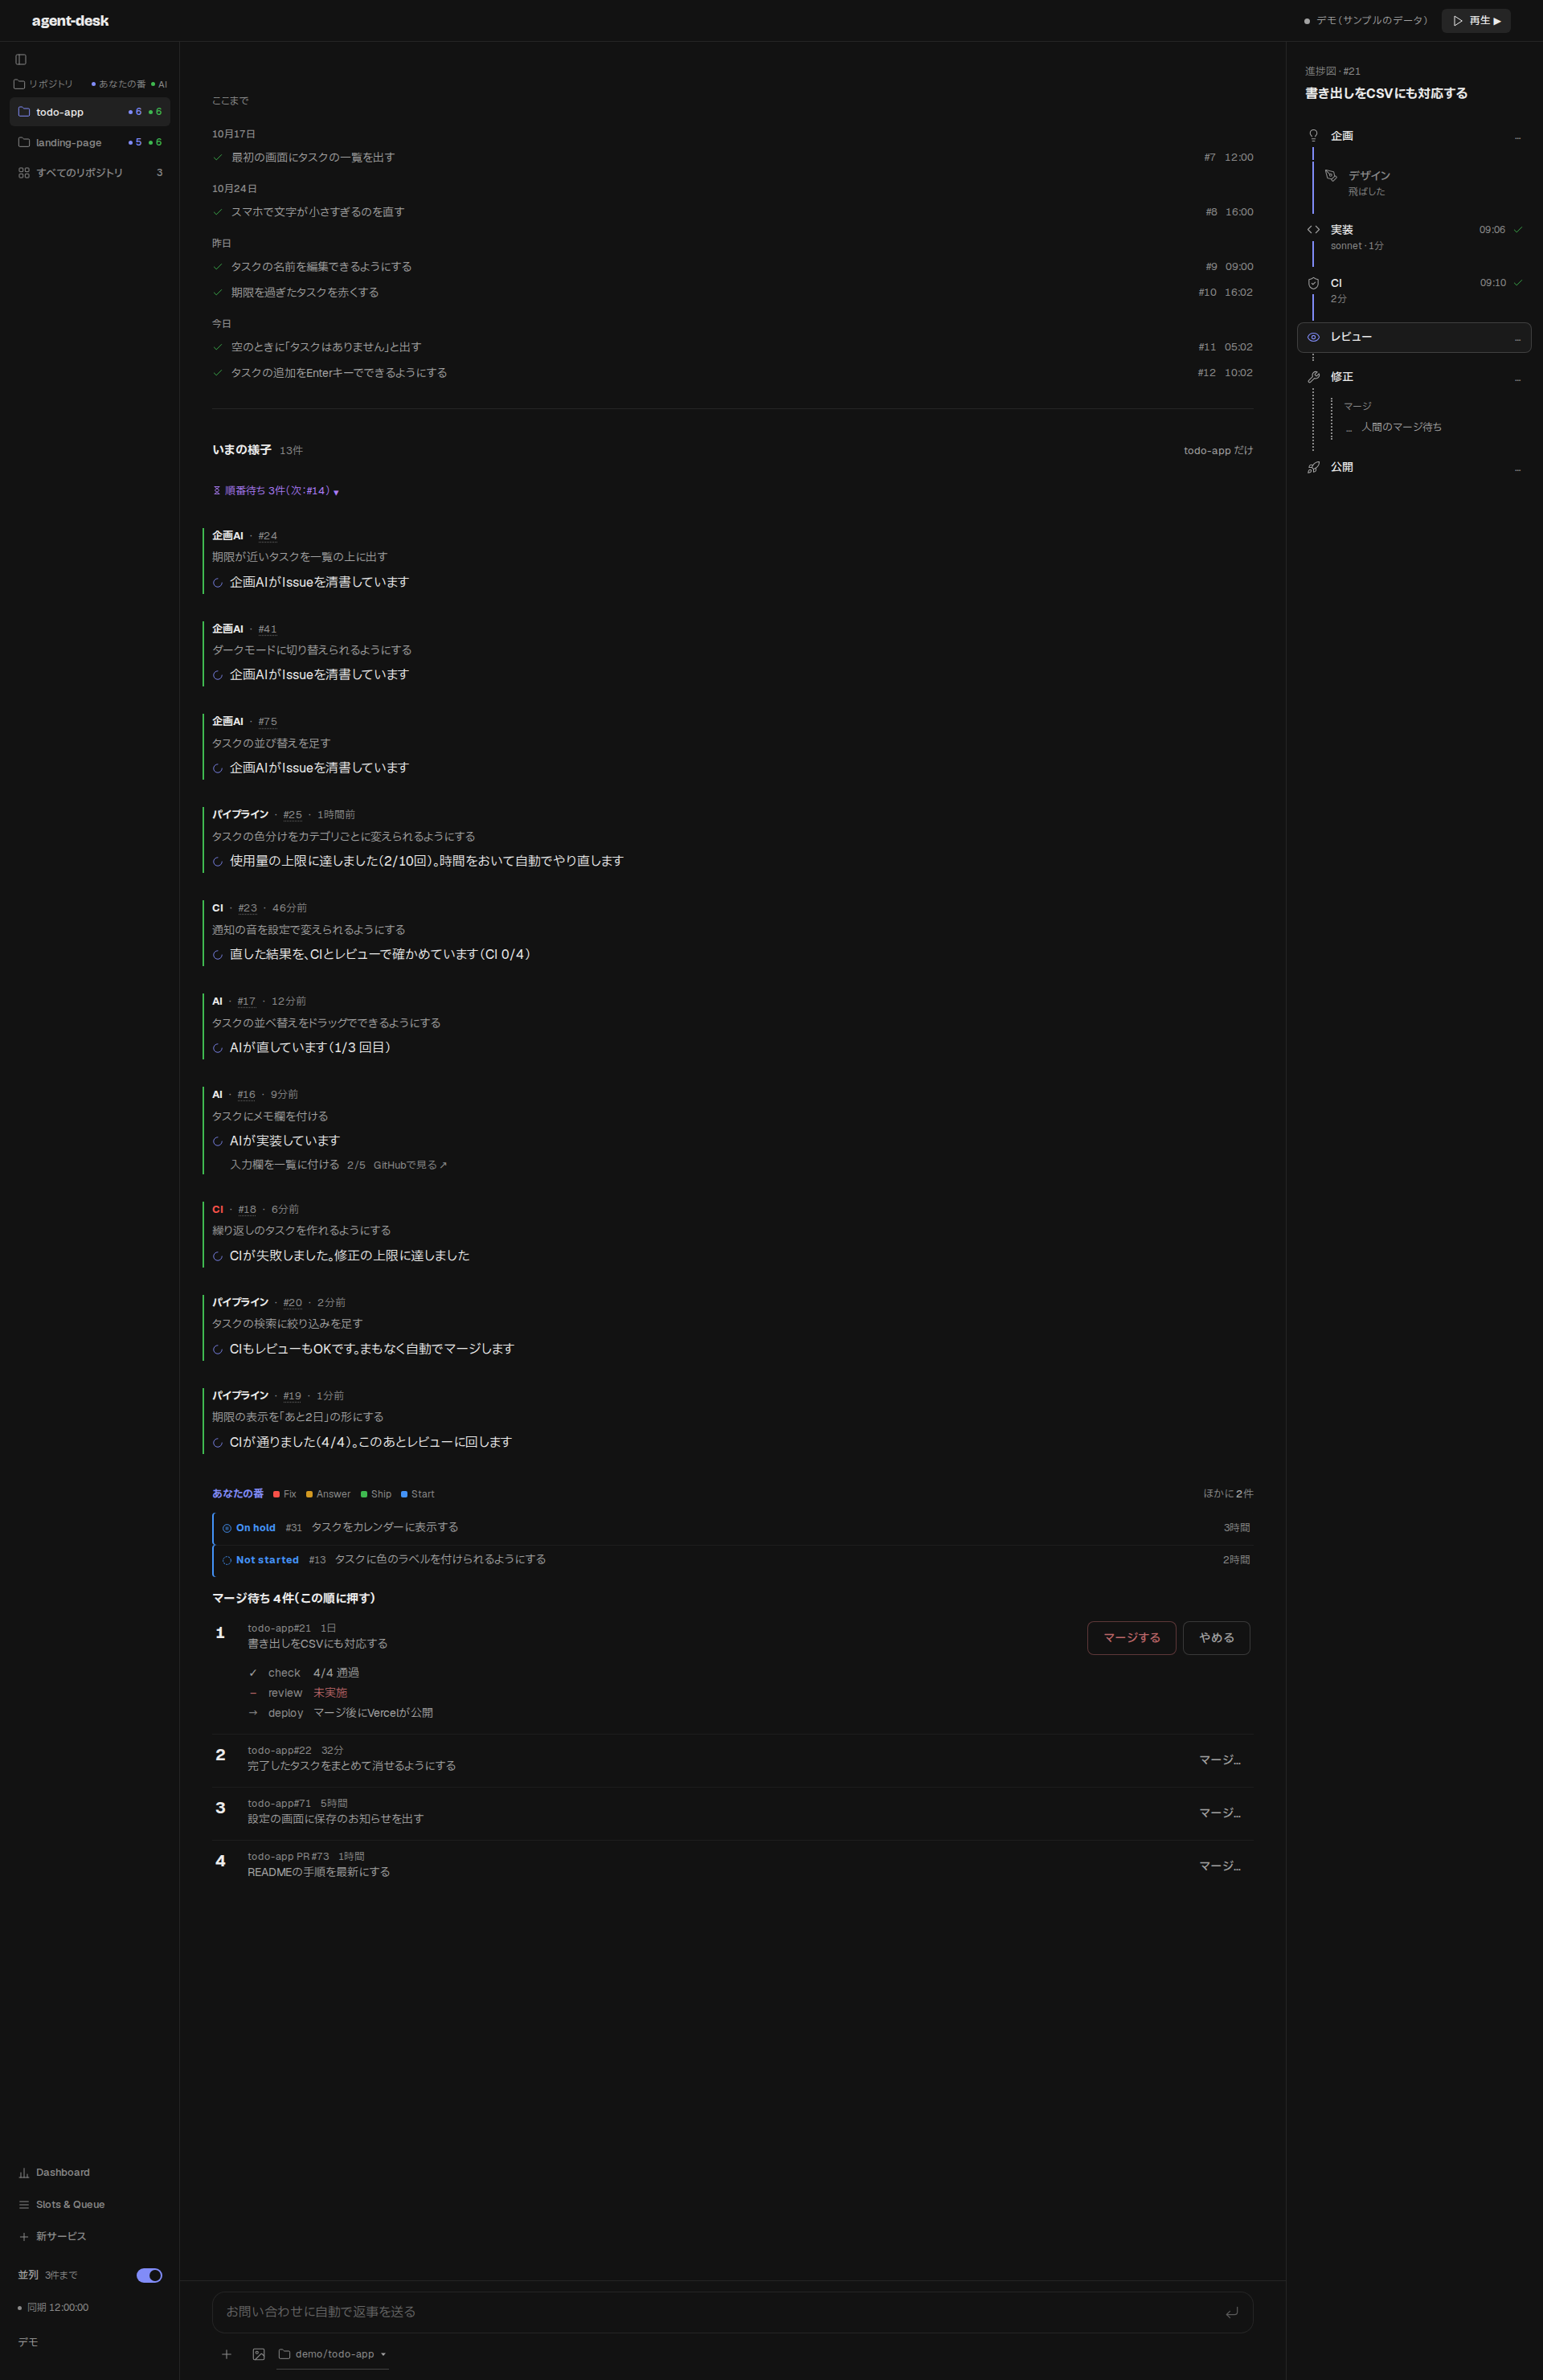 agent-desk
デモ（サンプルのデータ）
再生 ▶
リポジトリ
あなたの番 AI
todo-app 6 6
landing-page 5 6
すべてのリポジトリ 3
ここまで
10月17日
最初の画面にタスクの一覧を出す #7 12:00
10月24日
スマホで文字が小さすぎるのを直す #8 16:00
昨日
タスクの名前を編集できるようにする #9 09:00
期限を過ぎたタスクを赤くする #10 16:02
今日
空のときに「タスクはありません」と出す #11 05:02
タスクの追加をEnterキーでできるようにする #12 10:02
いまの様子 13件 todo-app だけ
順番待ち 3件（次：#14） ▼
企画AI · #24
期限が近いタスクを一覧の上に出す
企画AIがIssueを清書しています
企画AI · #41
ダークモードに切り替えられるようにする
企画AIがIssueを清書しています
企画AI · #75
タスクの並び替えを足す
企画AIがIssueを清書しています
パイプライン · #25 · 1時間前
タスクの色分けをカテゴリごとに変えられるようにする
使用量の上限に達しました（2/10回）。時間をおいて自動でやり直します
CI · #23 · 46分前
通知の音を設定で変えられるようにする
直した結果を、CIとレビューで確かめています（CI 0/4）
AI · #17 · 12分前
タスクの並べ替えをドラッグでできるようにする
AIが直しています（1/3 回目）
AI · #16 · 9分前
タスクにメモ欄を付ける
AIが実装しています
入力欄を一覧に付ける 2/5 GitHubで見る ↗
CI · #18 · 6分前
繰り返しのタスクを作れるようにする
CIが失敗しました。修正の上限に達しました
パイプライン · #20 · 2分前
タスクの検索に絞り込みを足す
CIもレビューもOKです。まもなく自動でマージします
パイプライン · #19 · 1分前
期限の表示を「あと2日」の形にする
CIが通りました（4/4）。このあとレビューに回します
あなたの番 Fix Answer Ship Start ほかに 2件
On hold #31 タスクをカレンダーに表示する 3時間
Not started #13 タスクに色のラベルを付けられるようにする 2時間
マージ待ち 4件（この順に押す）
1 todo-app#21 1日
書き出しをCSVにも対応する
マージする やめる
✓ check 4/4 通過
– review 未実施
→ deploy マージ後にVercelが公開
2 todo-app#22 32分
完了したタスクをまとめて消せるようにする
マージ…
3 todo-app#71 5時間
設定の画面に保存のお知らせを出す
マージ…
4 todo-app PR #73 1時間
READMEの手順を最新にする
マージ…
Dashboard
Slots & Queue
新サービス
並列 3件まで
同期 12:00:00
デモ
お問い合わせに自動で返事を送る
demo/todo-app ▾
進捗図 · #21
書き出しをCSVにも対応する
企画 …
デザイン
飛ばした
実装 09:06
sonnet · 1分
CI 09:10
2分
レビュー …
修正 …
マージ
… 人間のマージ待ち
公開 …